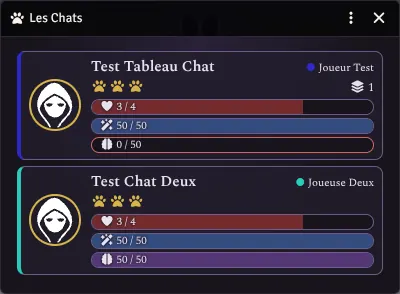 Les Chats
Test Tableau Chat
Joueur Test
1
3 / 4
50 / 50
0 / 50
Test Chat Deux
Joueuse Deux
3 / 4
50 / 50
50 / 50